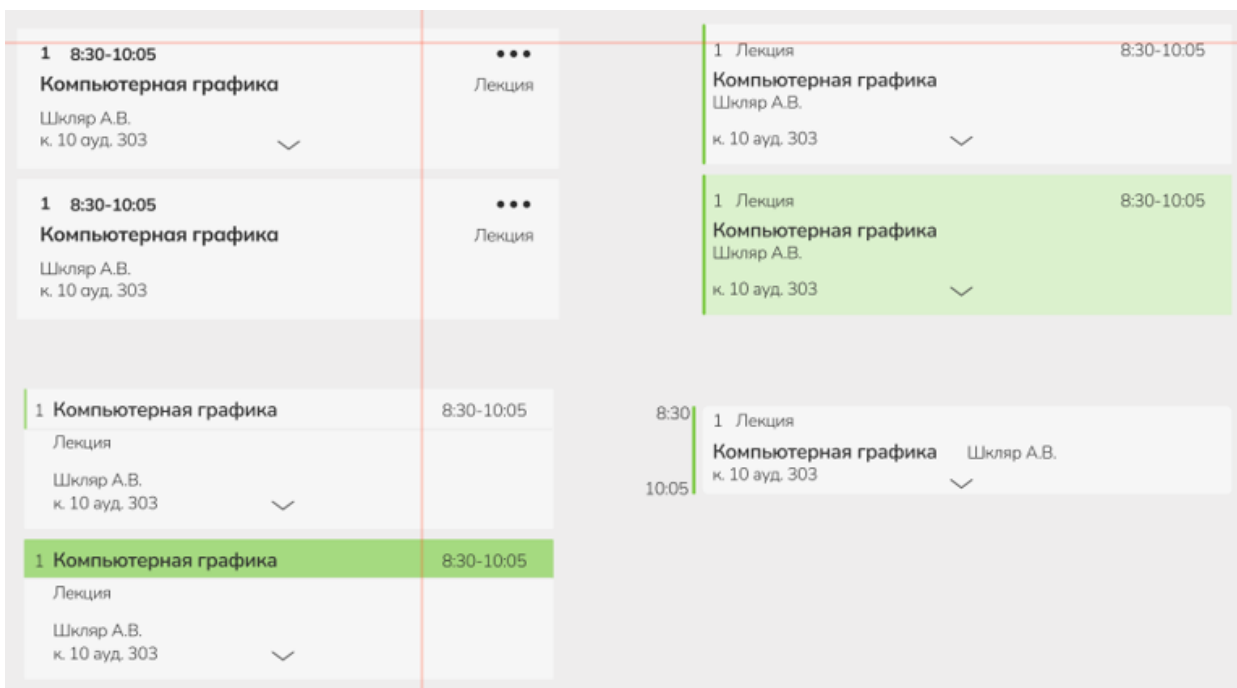 1 8:30-10:05
Компьютерная графика Лекция
Шкляр А.В.
к. 10 ауд. 303
1 8:30-10:05
Компьютерная графика Лекция
Шкляр А.В.
к. 10 ауд. 303
1 Компьютерная графика 8:30-10:05
Лекция
Шкляр А.В.
к. 10 ауд. 303
1 Компьютерная графика 8:30-10:05
Лекция
Шкляр А.В.
к. 10 ауд. 303
1 Лекция 8:30-10:05
Компьютерная графика
Шкляр А.В.
к. 10 ауд. 303
1 Лекция 8:30-10:05
Компьютерная графика
Шкляр А.В.
к. 10 ауд. 303
8:30
1 Лекция
Компьютерная графика Шкляр А.В.
к. 10 ауд. 303
10:05